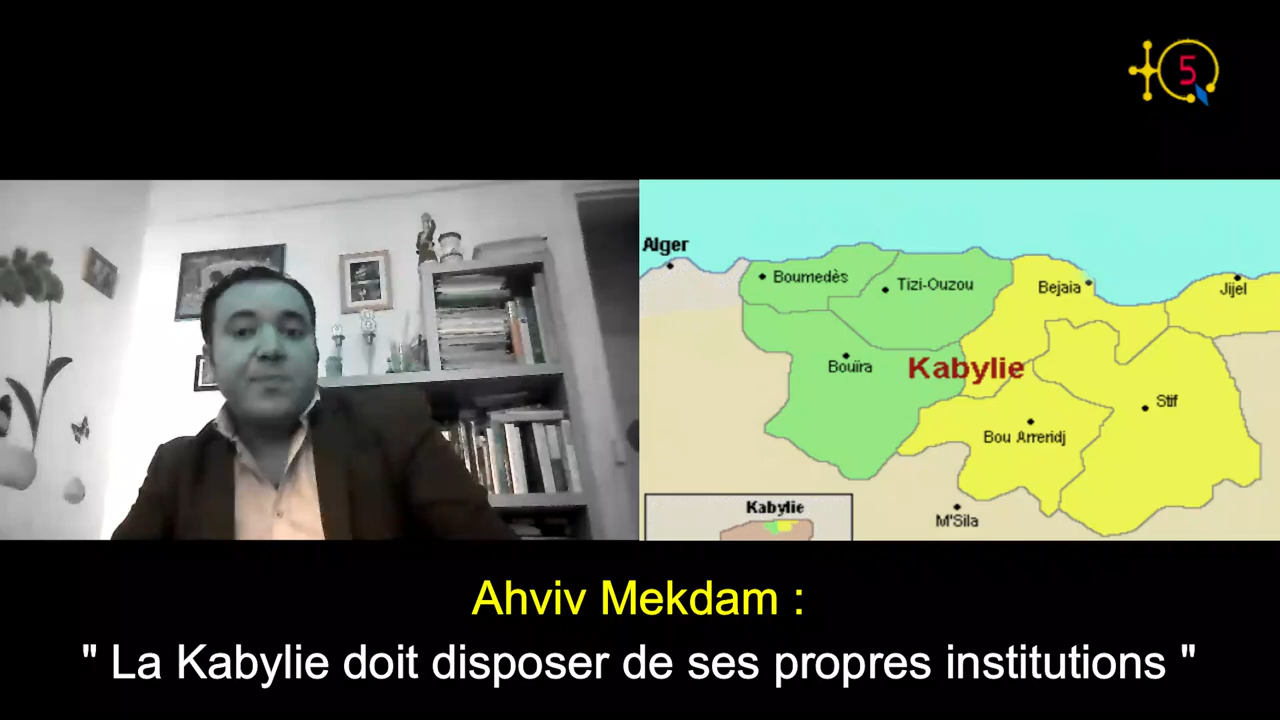 5
Alger
Boumedès
Tizi-Ouzou
Bejaia
Jijel
Bouïra
Kabylie
Stif
Bou Arreridj
M'Sila
Kabylie
Ahviv Mekdam :
" La Kabylie doit disposer de ses propres institutions "